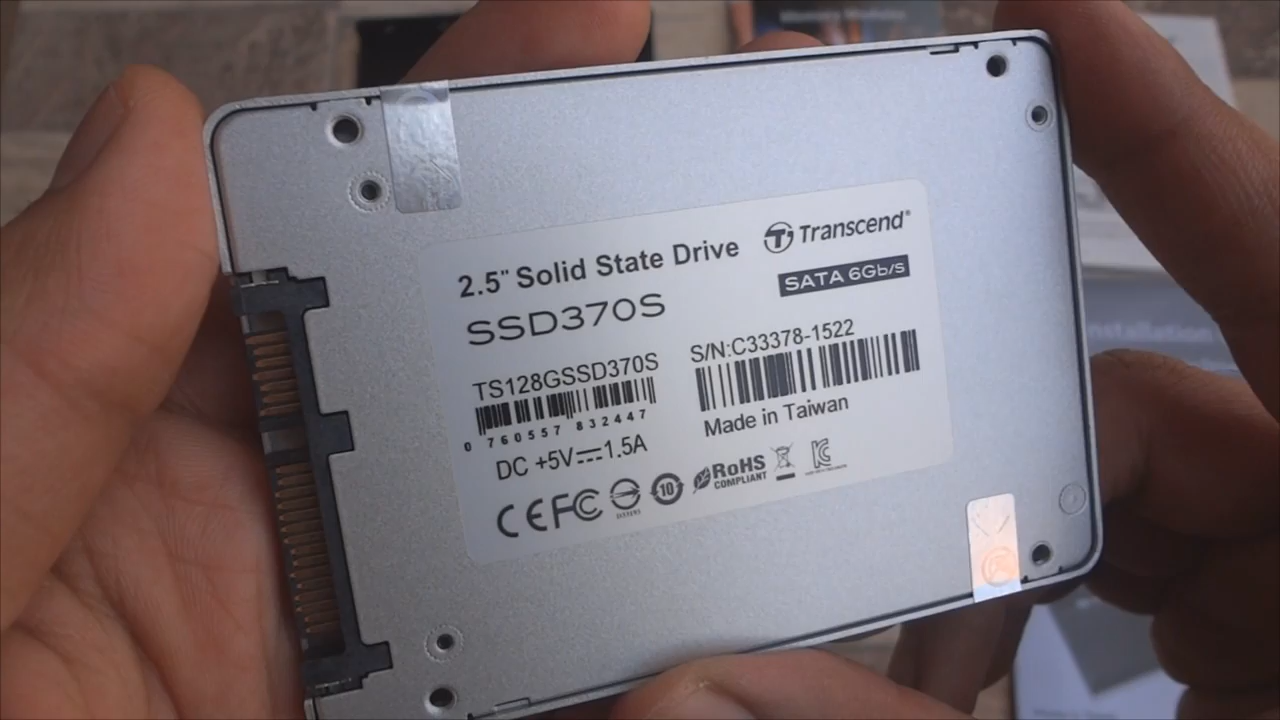 2.5" Solid State Drive
Transcend®
SATA 6Gb/s
SSD370S
TS128GSSD370S
0 760557 832447
S/N:C33378-1522
Made in Taiwan
DC +5V⎓1.5A
CE FC 10 RoHS
COMPLIANT